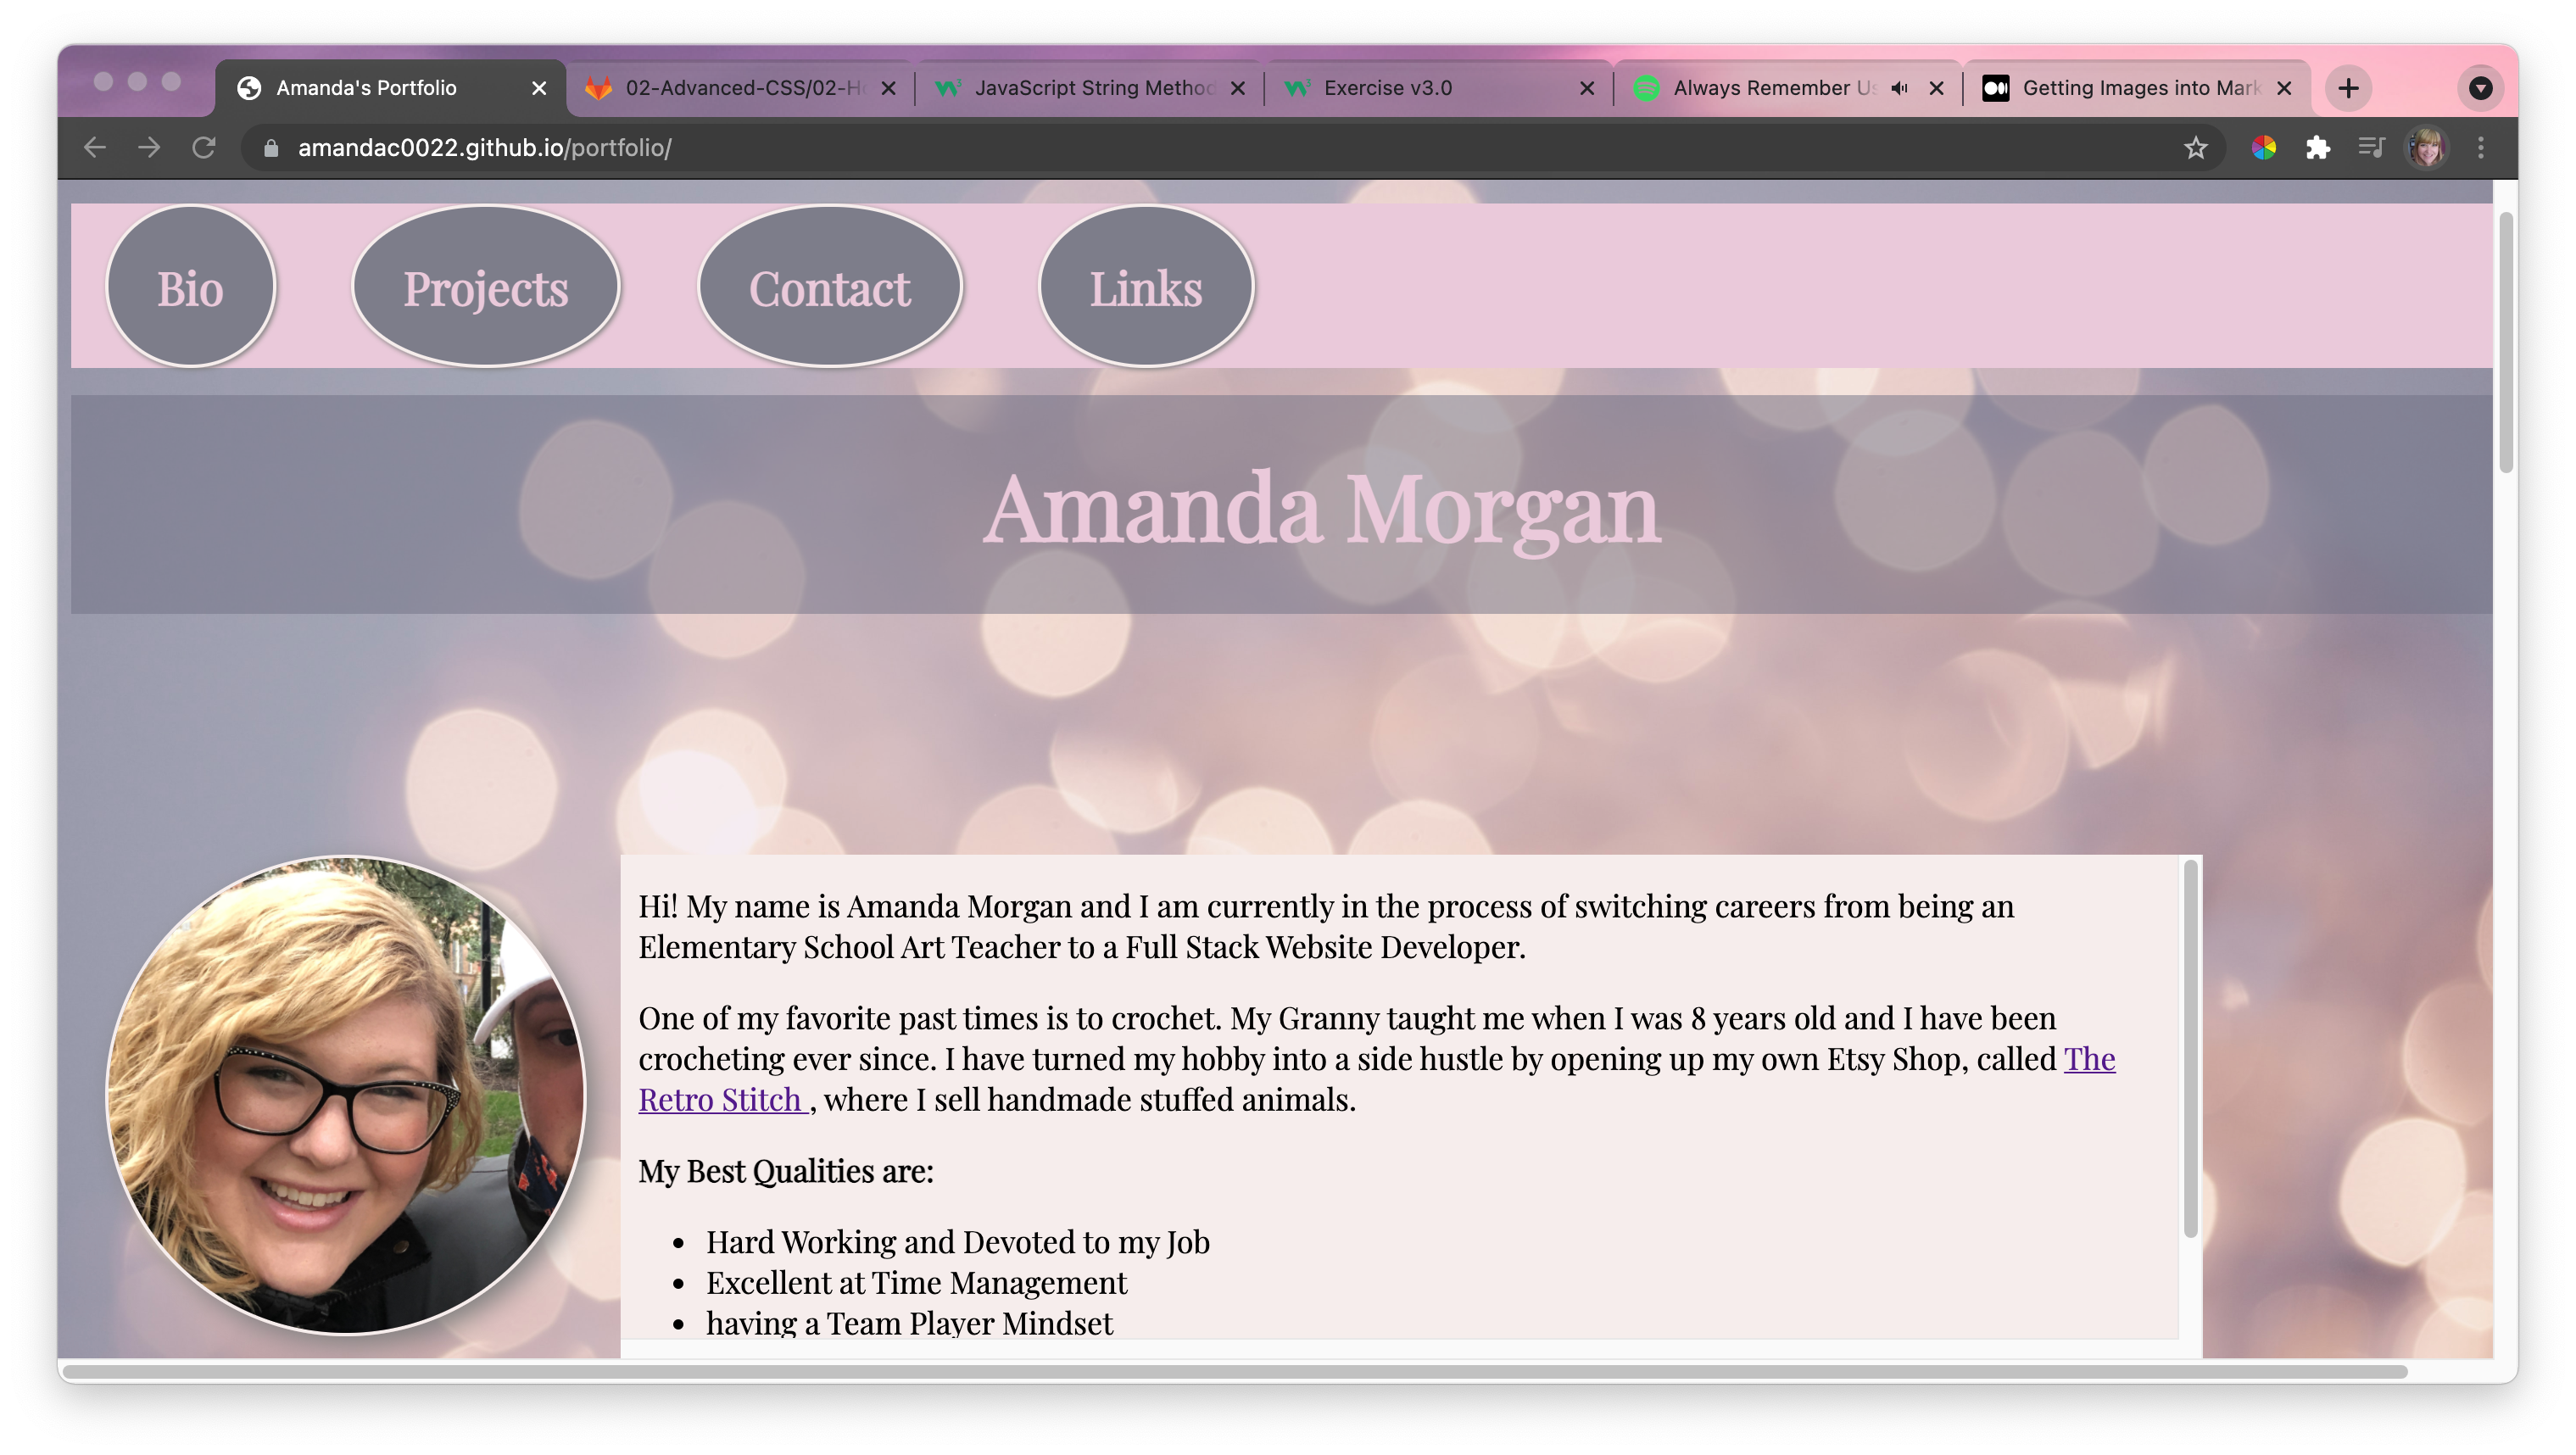 Amanda's Portfolio
02-Advanced-CSS/02-Ho
JavaScript String Method
Exercise v3.0
Always Remember Us
Getting Images into Mark
amandac0022.github.io/portfolio/
Bio
Projects
Contact
Links
Amanda Morgan
Hi! My name is Amanda Morgan and I am currently in the process of switching careers from being an
Elementary School Art Teacher to a Full Stack Website Developer.
One of my favorite past times is to crochet. My Granny taught me when I was 8 years old and I have been
crocheting ever since. I have turned my hobby into a side hustle by opening up my own Etsy Shop, called The
Retro Stitch , where I sell handmade stuffed animals.
My Best Qualities are:
• Hard Working and Devoted to my Job
• Excellent at Time Management
• having a Team Player Mindset